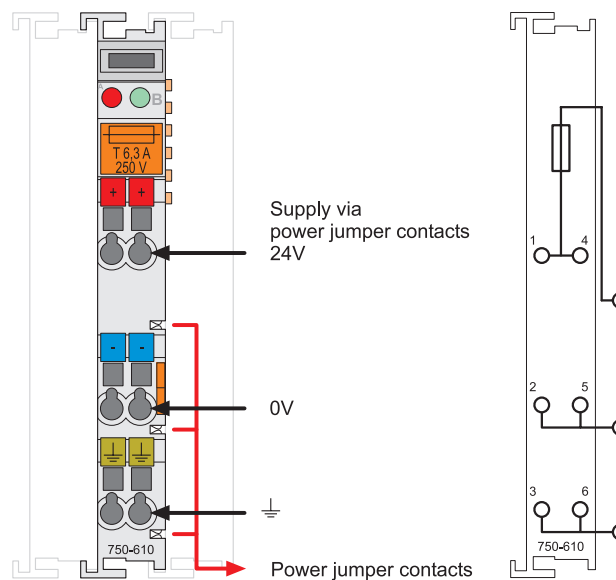 A
B
T 6,3 A
250 V
+ +
Supply via
power jumper contacts
24V
- -
0V
750-610
Power jumper contacts
1 4
2 5
3 6
750-610